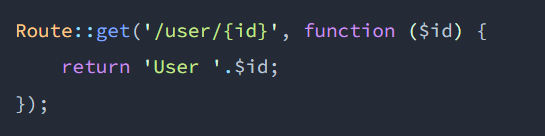 Route::get('/user/{id}', function ($id) {
    return 'User '.$id;
});